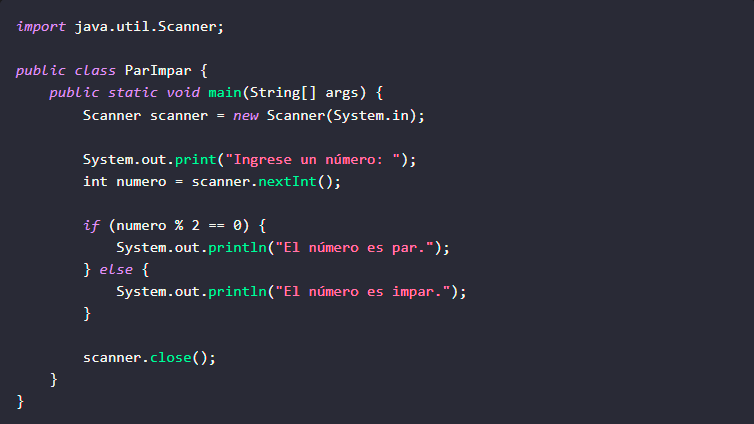 import java.util.Scanner;
public class ParImpar {
public static void main(String[] args) {
Scanner scanner = new Scanner(System.in);
System.out.print("Ingrese un número: ");
int numero = scanner.nextInt();
if (numero % 2 == 0) {
System.out.println("El número es par.");
} else {
System.out.println("El número es impar.");
}
scanner.close();
}
}